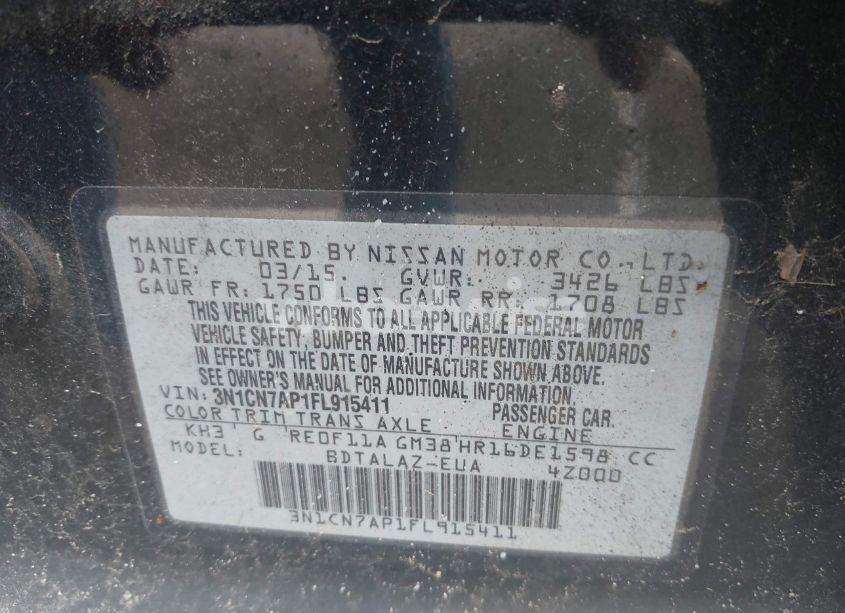 MANUFACTURED BY NISSAN MOTOR CO., LTD.
DATE: 03/15. GVWR: 3426 LBS
GAWR FR: 1750 LBS GAWR RR: 1708 LBS
THIS VEHICLE CONFORMS TO ALL APPLICABLE FEDERAL MOTOR
VEHICLE SAFETY, BUMPER AND THEFT PREVENTION STANDARDS
IN EFFECT ON THE DATE OF MANUFACTURE SHOWN ABOVE.
SEE OWNER'S MANUAL FOR ADDITIONAL INFORMATION.
VIN: 3N1CN7AP1FL915411 PASSENGER CAR.
COLOR TRIM TRANS AXLE ENGINE
KH3 G RE0F11A GM38 HR16DE1598 CC
MODEL: BDTALAZ-EUA 4Z000
3N1CN7AP1FL915411